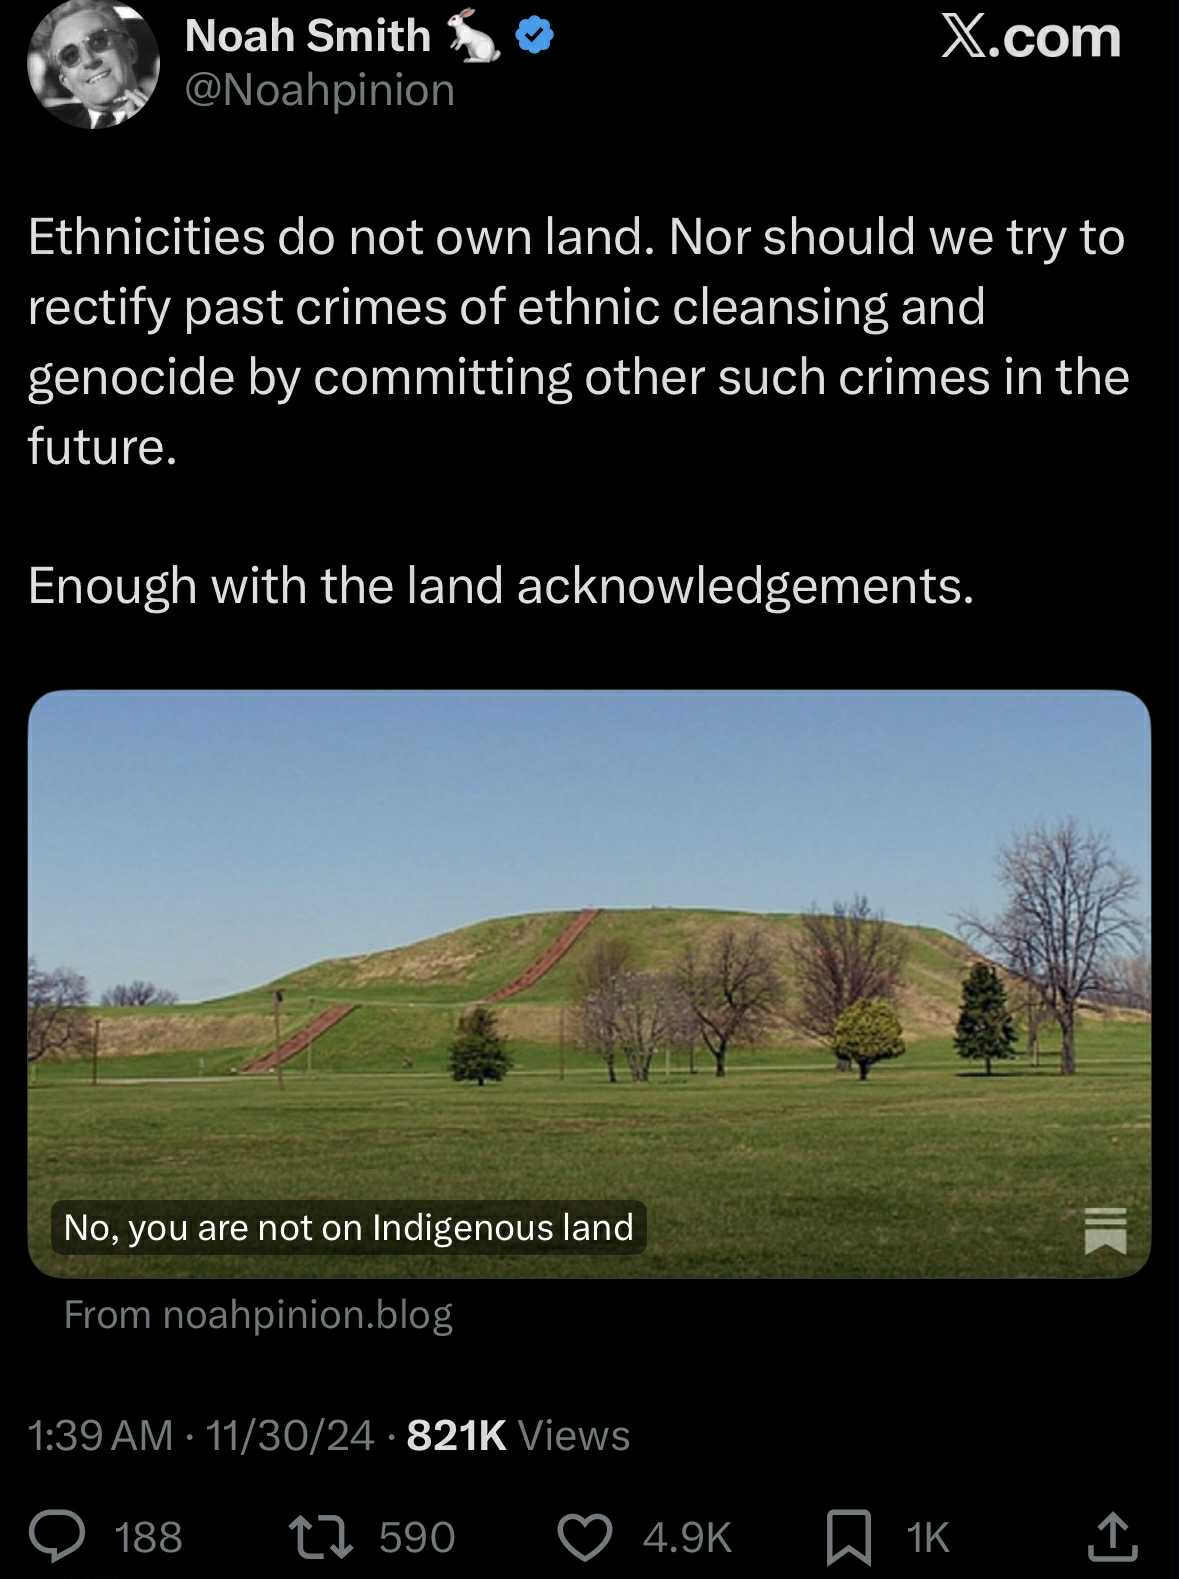 Noah Smith 🐇
X.com
@Noahpinion
Ethnicities do not own land. Nor should we try to
rectify past crimes of ethnic cleansing and
genocide by committing other such crimes in the
future.
Enough with the land acknowledgements.
No, you are not on Indigenous land
From noahpinion.blog
1:39 AM · 11/30/24 · 821K Views
188 590 4.9K 1K